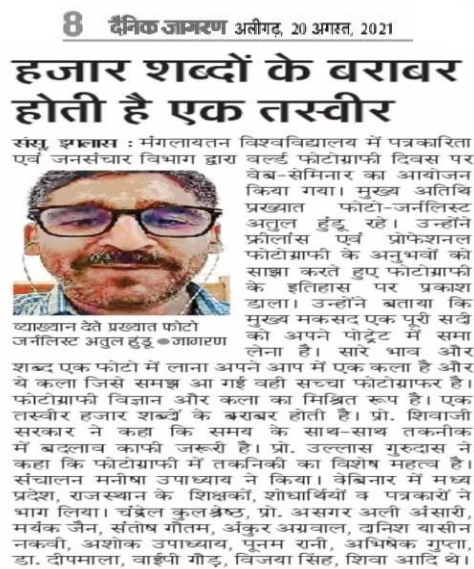 8 दैनिक जागरण अलीगढ़, 20 अगस्त, 2021
हजार शब्दों के बराबर
होती है एक तस्वीर
संसू, इगलास : मंगलायतन विश्वविद्यालय में पत्रकारिता
एवं जनसंचार विभाग द्वारा वर्ल्ड फोटोग्राफी दिवस पर
वेब-सेमिनार का आयोजन
किया गया। मुख्य अतिथि
प्रख्यात फोटो-जर्नलिस्ट
अतुल हुंडू रहे। उन्होंने
फ्रीलांस एवं प्रोफेशनल
फोटोग्राफी के अनुभवों को
साझा करते हुए फोटोग्राफी
के इतिहास पर प्रकाश
डाला। उन्होंने बताया कि
मुख्य मकसद एक पूरी सदी
को अपने पोट्रेट में समा
लेना है। सारे भाव और
व्याख्यान देते प्रख्यात फोटो
जर्नलिस्ट अतुल हुंडू ● जागरण
शब्द एक फोटो में लाना अपने आप में एक कला है और
ये कला जिसे समझ आ गई वही सच्चा फोटोग्राफर है।
फोटोग्राफी विज्ञान और कला का मिश्रित रूप है। एक
तस्वीर हजार शब्दों के बराबर होती है। प्रो. शिवाजी
सरकार ने कहा कि समय के साथ-साथ तकनीक
में बदलाव काफी जरूरी है। प्रो. उल्लास गुरुदास ने
कहा कि फोटोग्राफी में तकनिकी का विशेष महत्व है।
संचालन मनीषा उपाध्याय ने किया। वेबिनार में मध्य
प्रदेश, राजस्थान के शिक्षकों, शोधार्थियों व पत्रकारों ने
भाग लिया। चंद्रेल कुलश्रेष्ठ, प्रो. असगर अली अंसारी,
मयंक जैन, संतोष गौतम, अंकुर अग्रवाल, दानिश यासीन
नकवी, अशोक उपाध्याय, पूनम रानी, अभिषेक गुप्ता,
डा. दीपमाला, वाईपी गौड़, विजया सिंह, शिवा आदि थे।